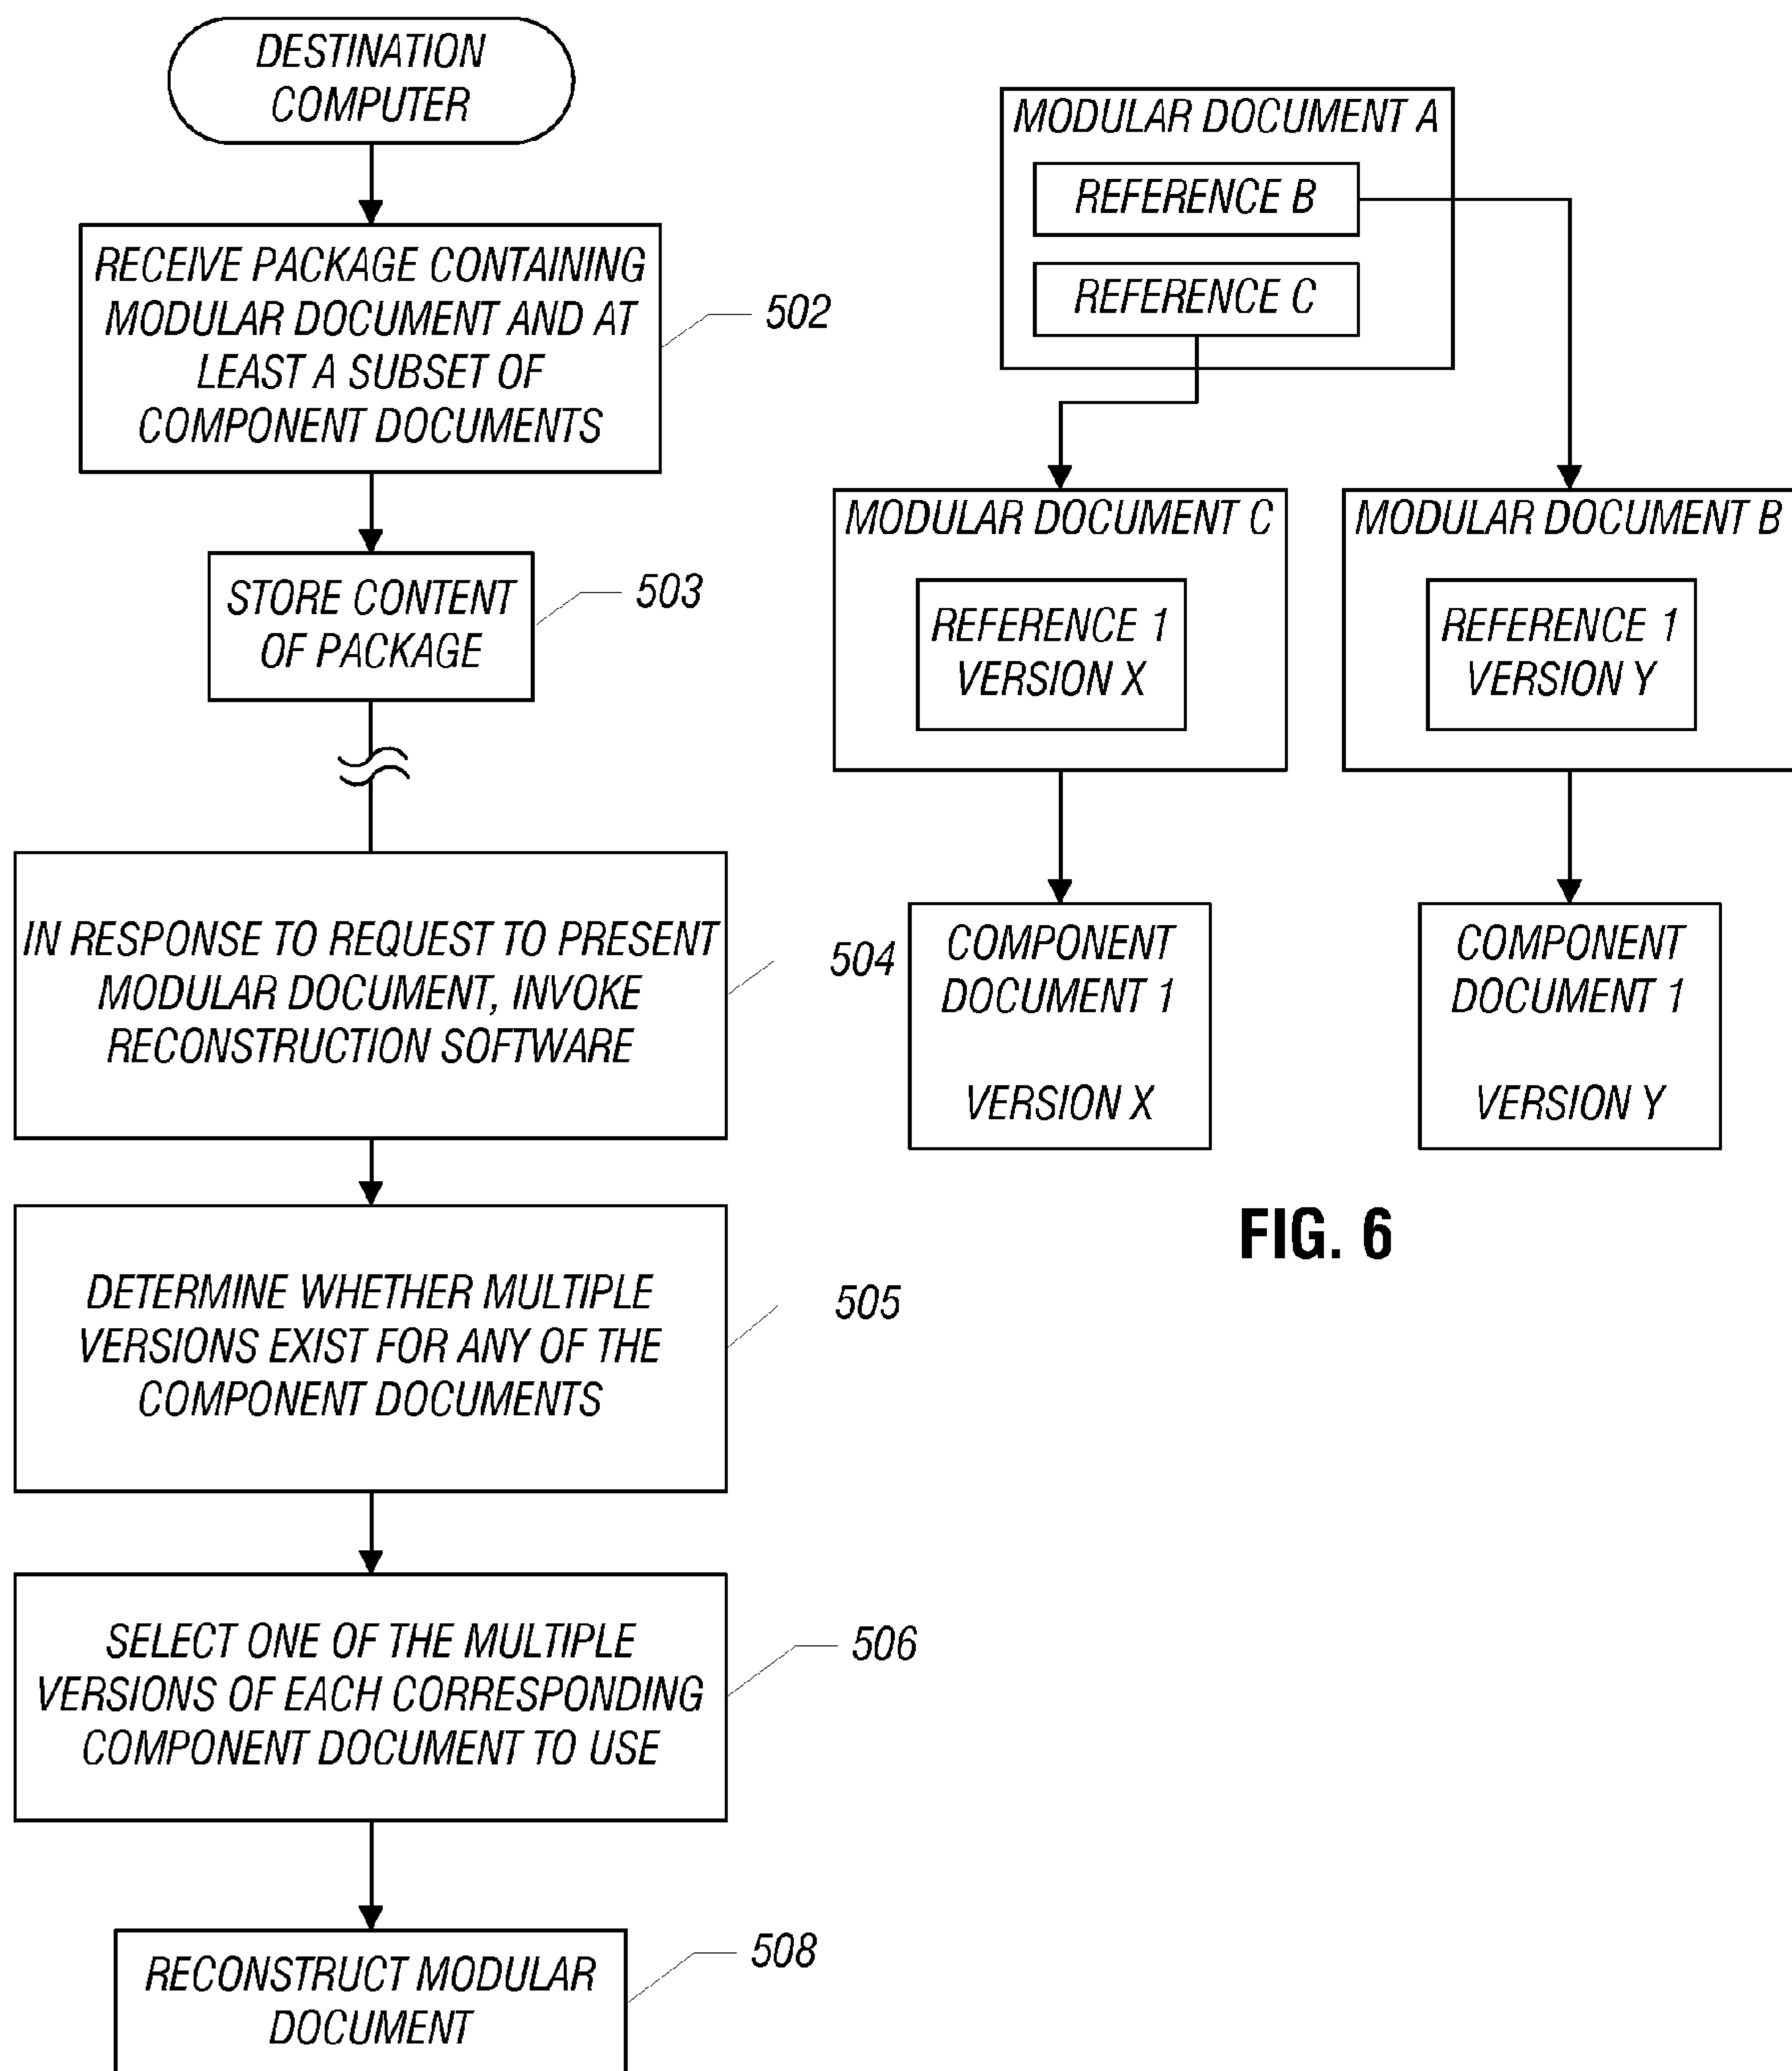 DESTINATION
COMPUTER
RECEIVE PACKAGE CONTAINING
MODULAR DOCUMENT AND AT
LEAST A SUBSET OF
COMPONENT DOCUMENTS
502
STORE CONTENT
OF PACKAGE
503
IN RESPONSE TO REQUEST TO PRESENT
MODULAR DOCUMENT, INVOKE
RECONSTRUCTION SOFTWARE
504
DETERMINE WHETHER MULTIPLE
VERSIONS EXIST FOR ANY OF THE
COMPONENT DOCUMENTS
505
SELECT ONE OF THE MULTIPLE
VERSIONS OF EACH CORRESPONDING
COMPONENT DOCUMENT TO USE
506
RECONSTRUCT MODULAR
DOCUMENT
508
MODULAR DOCUMENT A
REFERENCE B
REFERENCE C
MODULAR DOCUMENT C
REFERENCE 1
VERSION X
MODULAR DOCUMENT B
REFERENCE 1
VERSION Y
COMPONENT
DOCUMENT 1
VERSION X
COMPONENT
DOCUMENT 1
VERSION Y
FIG. 6